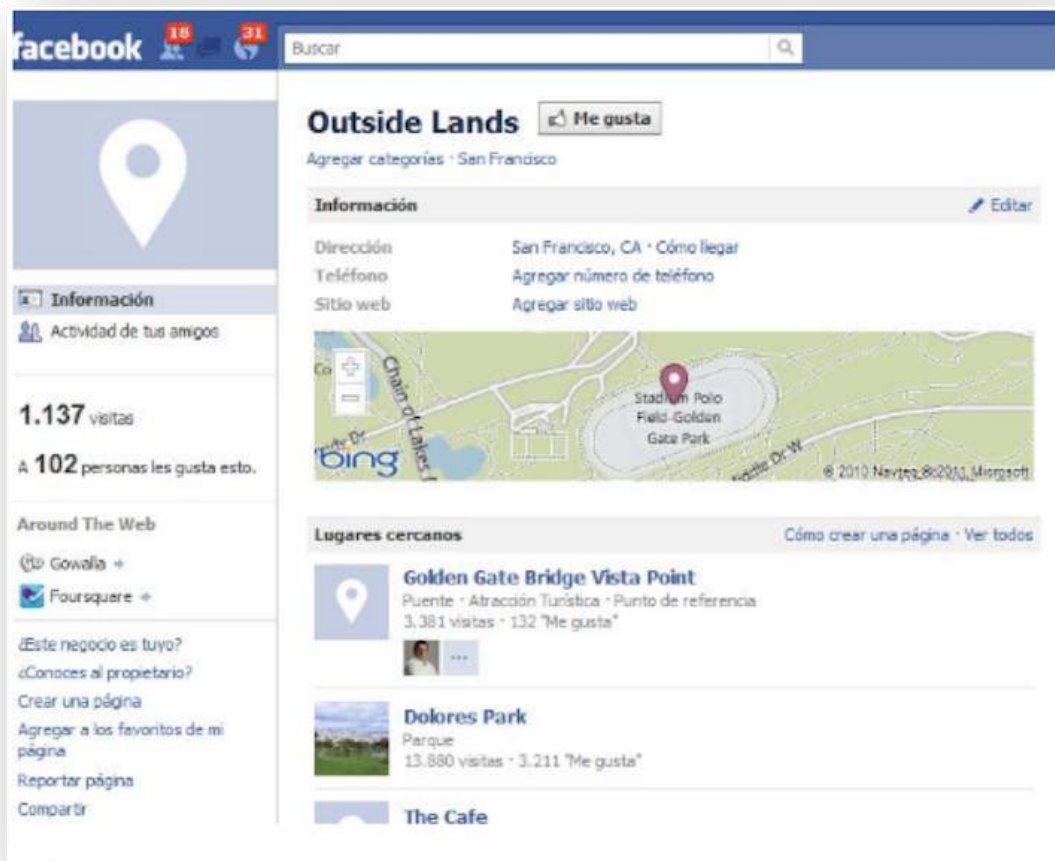 facebook 18 31 Buscar
Outside Lands Me gusta
Agregar categorías · San Francisco
Información Editar
Dirección San Francisco, CA · Cómo llegar
Teléfono Agregar número de teléfono
Sitio web Agregar sitio web
Chain of Lakes
Stadium Polo
Field-Golden
Gate Park
bing
Dr W
© 2010 Navteq ©2011 Microsoft
Información
Actividad de tus amigos
1.137 visitas
A 102 personas les gusta esto.
Around The Web
Gowalla
Foursquare
¿Este negocio es tuyo?
¿Conoces al propietario?
Crear una página
Agregar a los favoritos de mi
página
Reportar página
Compartir
Lugares cercanos Cómo crear una página · Ver todos
Golden Gate Bridge Vista Point
Puente · Atracción Turística · Punto de referencia
3.381 visitas · 132 "Me gusta"
Dolores Park
Parque
13.880 visitas · 3.211 "Me gusta"
The Cafe